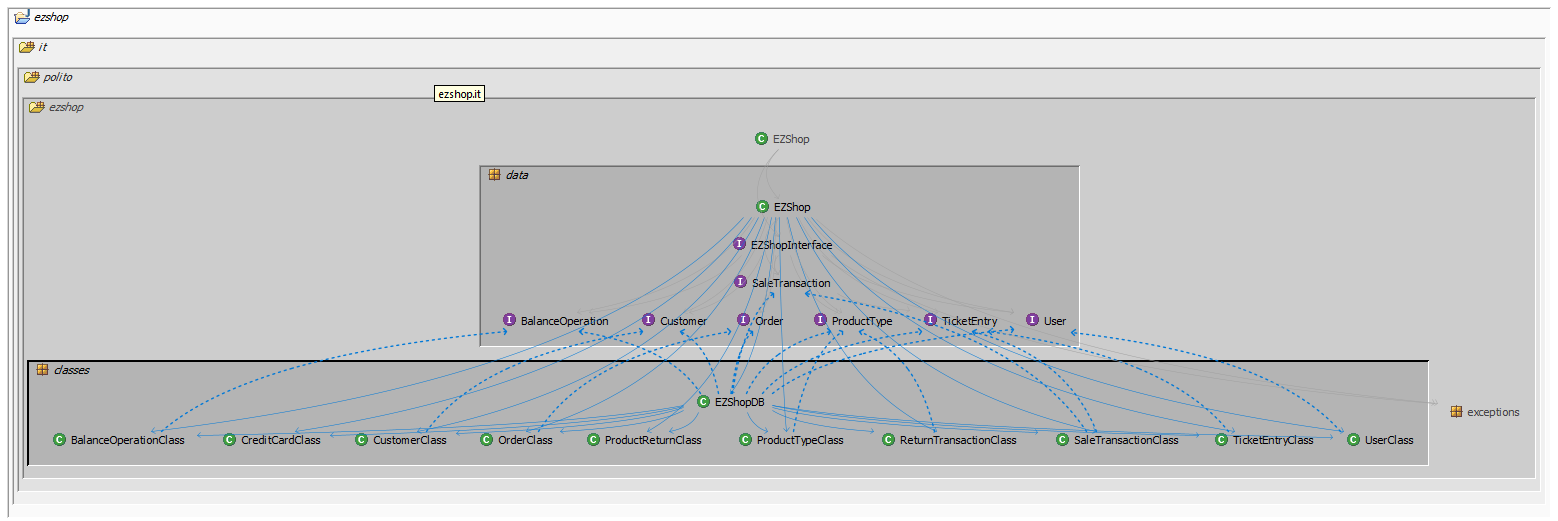 ezshop
it
polito
ezshop.it
ezshop
C EZShop
data
C EZShop
I EZShopInterface
I SaleTransaction
I BalanceOperation I Customer I Order I ProductType I TicketEntry I User
classes
C EZShopDB
exceptions
C BalanceOperationClass C CreditCardClass C CustomerClass C OrderClass C ProductReturnClass C ProductTypeClass C ReturnTransactionClass C SaleTransactionClass C TicketEntryClass C UserClass